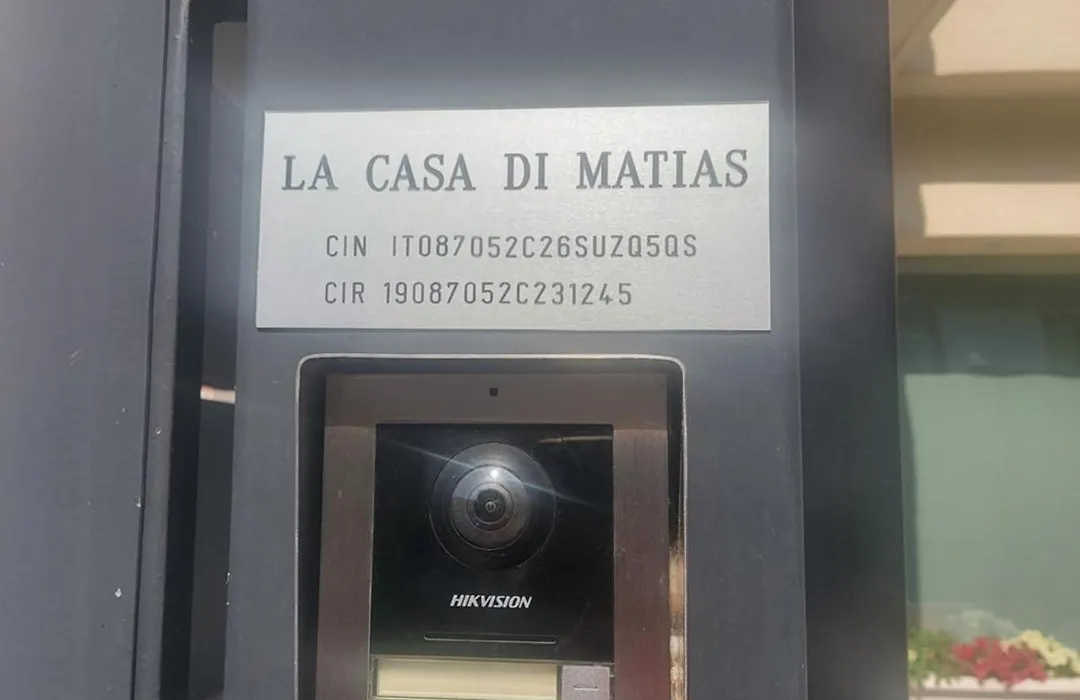 LA CASA DI MATIAS
CIN IT087052C26SUZQ5QS
CIR 19087052C231245
HIKVISION